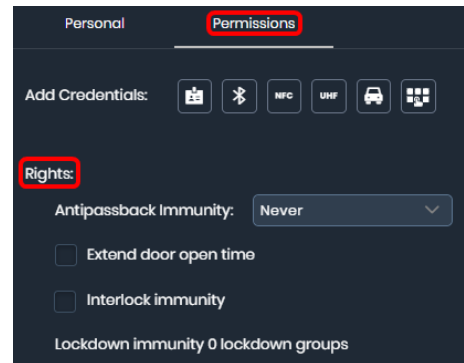 Personal Permissions
Add Credentials: NFC UHF
Rights:
Antipassback Immunity: Never
Extend door open time
Interlock immunity
Lockdown immunity 0 lockdown groups